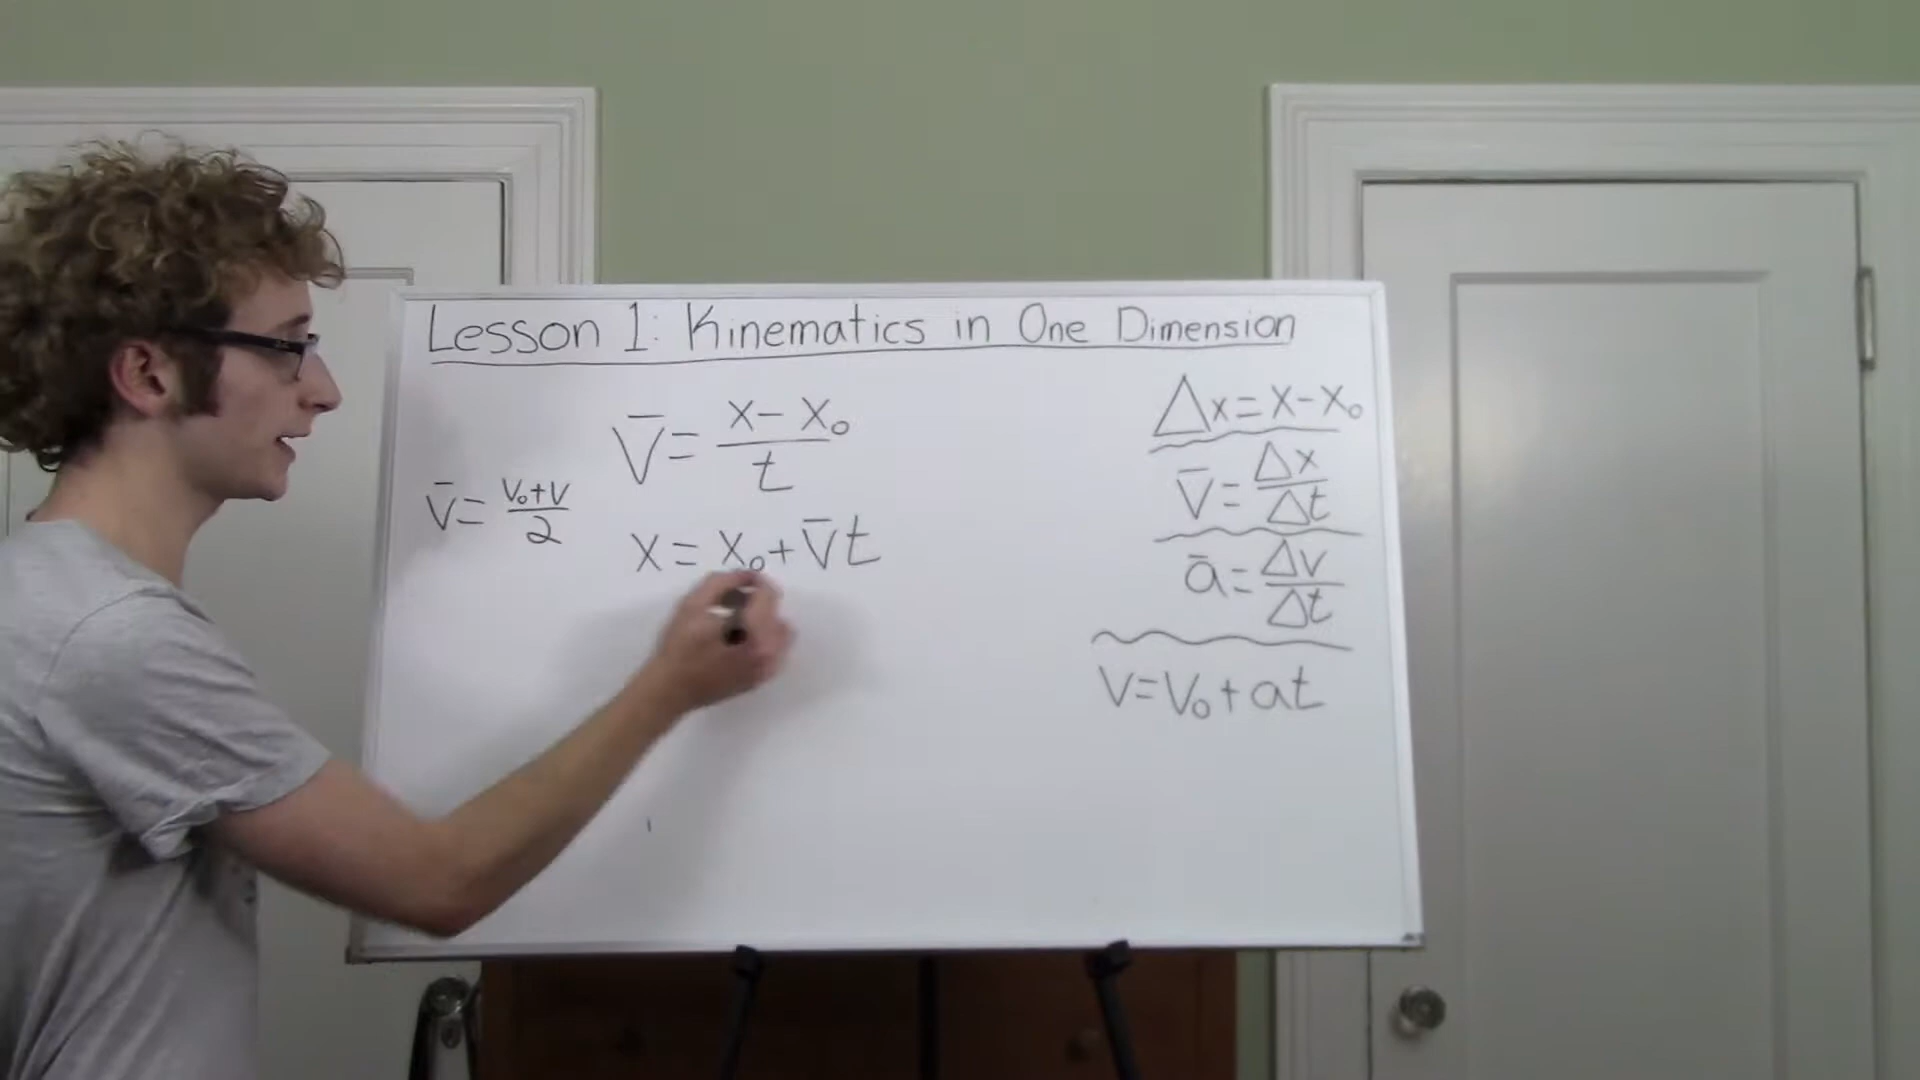 Lesson 1: Kinematics in One Dimension
V̄ = (x - x₀)/t
V̄ = (V₀+V)/2
x = x₀ + V̄t
Δx = x - x₀
V̄ = Δx/Δt
ā = Δv/Δt
V = V₀ + at